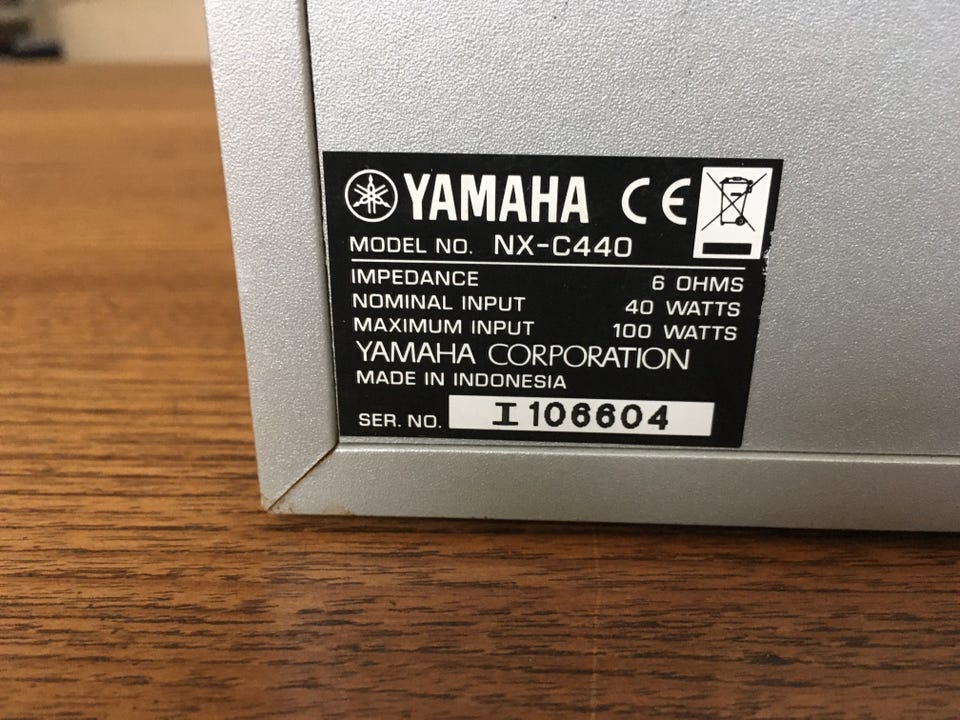 YAMAHA CE
MODEL NO. NX-C440
IMPEDANCE 6 OHMS
NOMINAL INPUT 40 WATTS
MAXIMUM INPUT 100 WATTS
YAMAHA CORPORATION
MADE IN INDONESIA
SER. NO. I106604